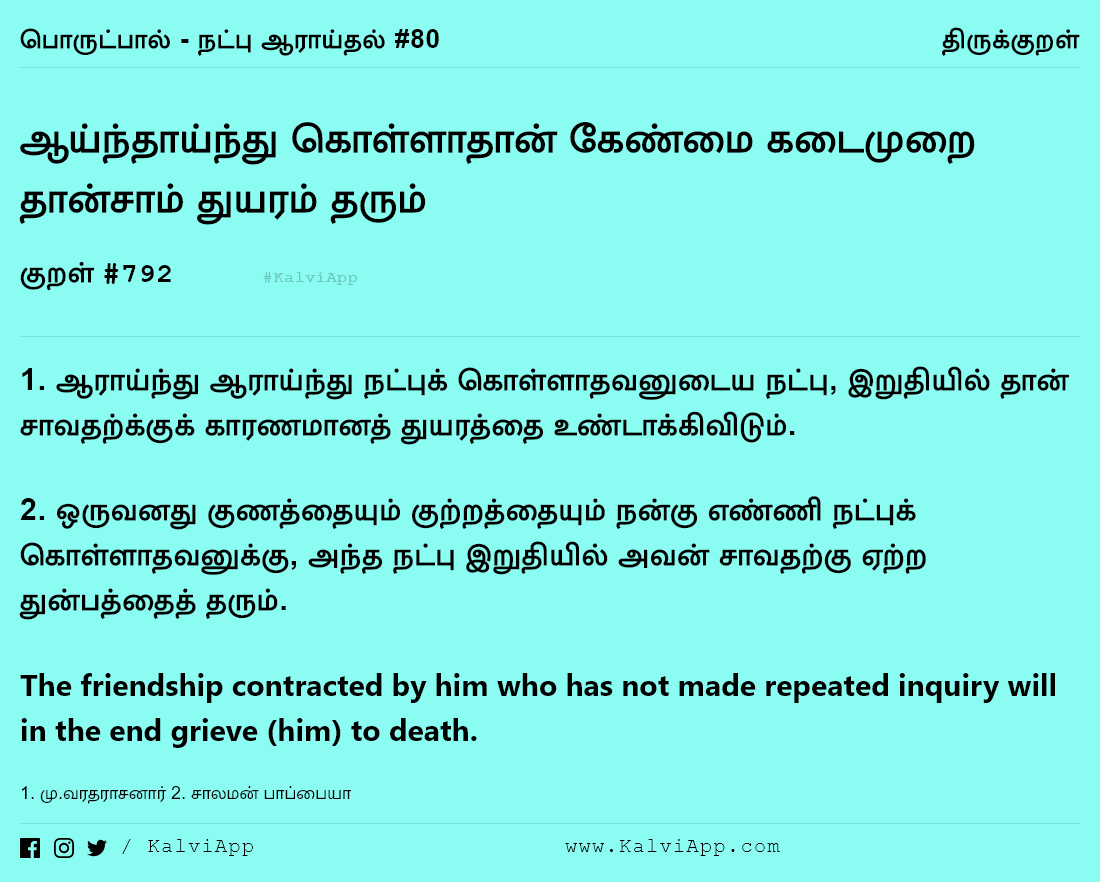 பொருட்பால் - நட்பு ஆராய்தல் #80 திருக்குறள்
ஆய்ந்தாய்ந்து கொள்ளாதான் கேண்மை கடைமுறை
தான்சாம் துயரம் தரும்
குறள் #792 #KalviApp
1. ஆராய்ந்து ஆராய்ந்து நட்புக் கொள்ளாதவனுடைய நட்பு, இறுதியில் தான்
சாவதற்க்குக் காரணமானத் துயரத்தை உண்டாக்கிவிடும்.
2. ஒருவனது குணத்தையும் குற்றத்தையும் நன்கு எண்ணி நட்புக்
கொள்ளாதவனுக்கு, அந்த நட்பு இறுதியில் அவன் சாவதற்கு ஏற்ற
துன்பத்தைத் தரும்.
The friendship contracted by him who has not made repeated inquiry will
in the end grieve (him) to death.
1. மு.வரதராசனார் 2. சாலமன் பாப்பையா
/ KalviApp www.KalviApp.com